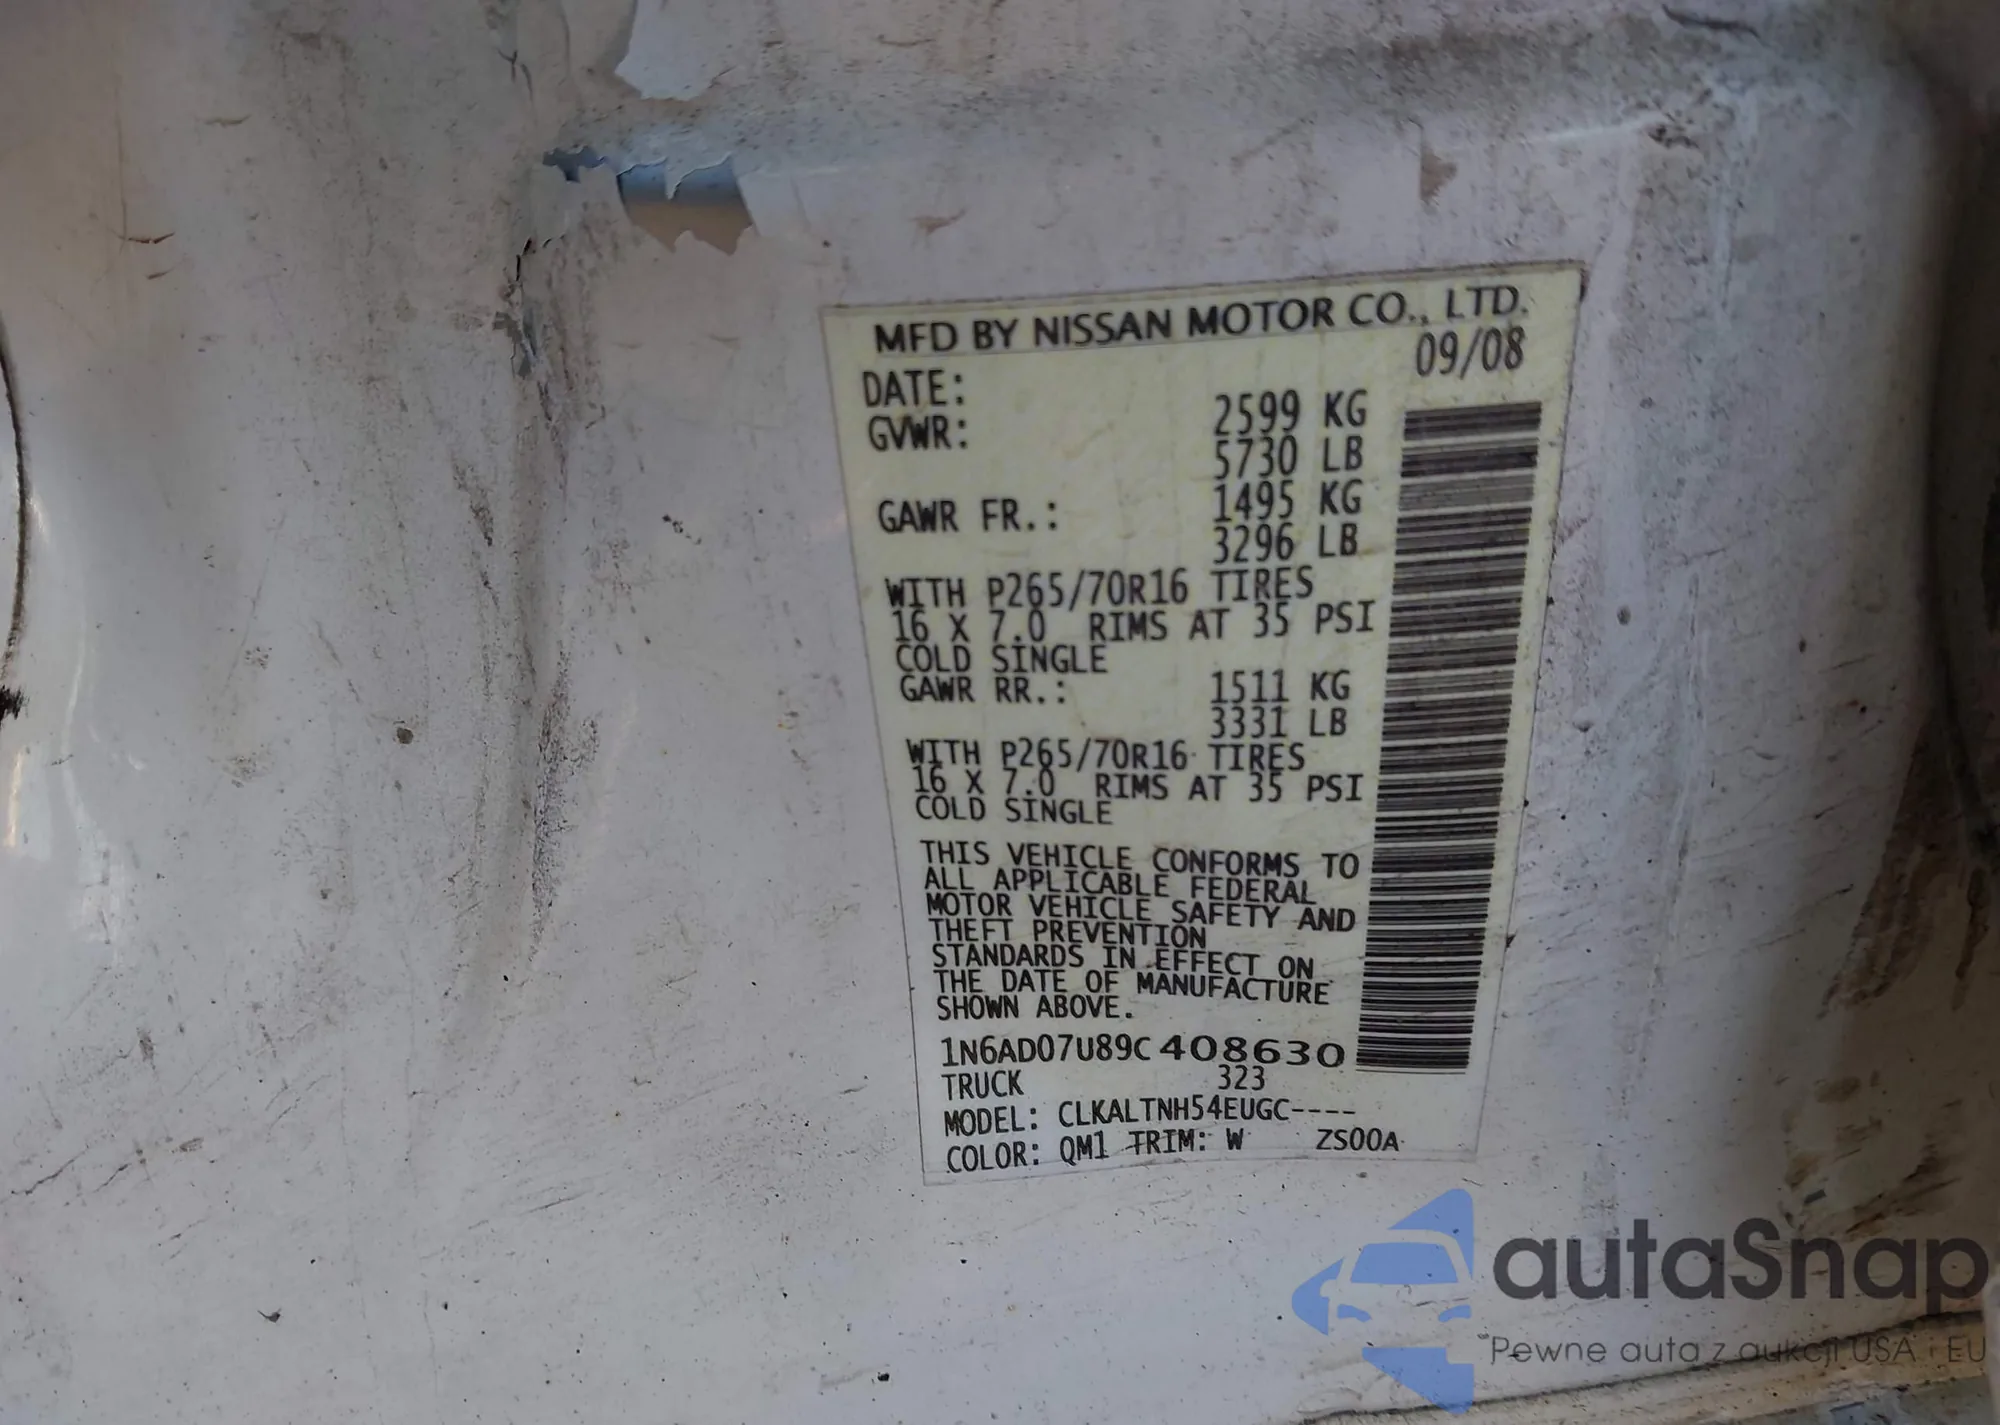 MFD BY NISSAN MOTOR CO., LTD.
DATE: 09/08
GVWR: 2599 KG
5730 LB
GAWR FR.: 1495 KG
3296 LB
WITH P265/70R16 TIRES
16 X 7.0 RIMS AT 35 PSI
COLD SINGLE
GAWR RR.: 1511 KG
3331 LB
WITH P265/70R16 TIRES
16 X 7.0 RIMS AT 35 PSI
COLD SINGLE
THIS VEHICLE CONFORMS TO
ALL APPLICABLE FEDERAL
MOTOR VEHICLE SAFETY AND
THEFT PREVENTION
STANDARDS IN EFFECT ON
THE DATE OF MANUFACTURE
SHOWN ABOVE.
1N6AD07U89C408630
TRUCK 323
MODEL: CLKALTNH54EUGC----
COLOR: QM1 TRIM: W ZS00A
autaSnap
Pewne auta z aukcji USA i EU